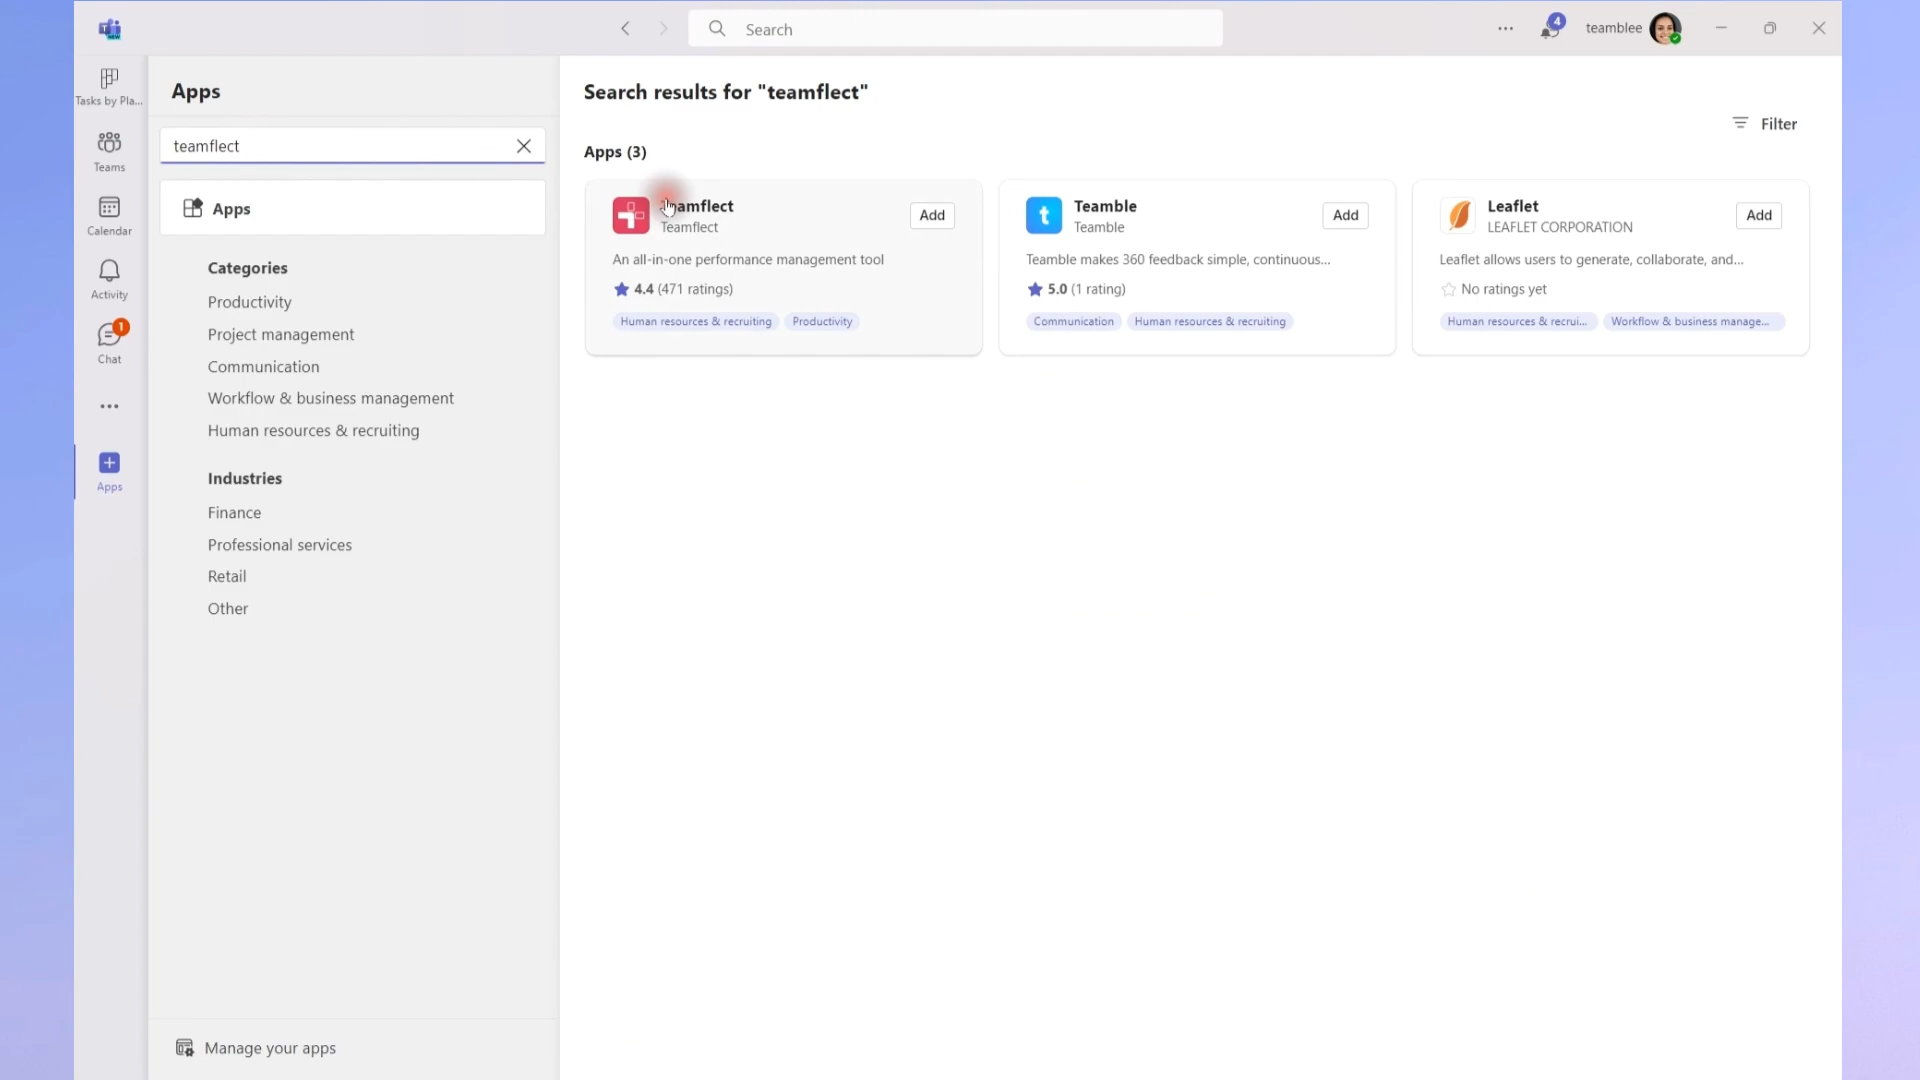 Search
4
teamblee
Tasks by Pla...
Teams
Calendar
Activity
1
Chat
Apps
Apps
teamflect
Apps
Categories
Productivity
Project management
Communication
Workflow & business management
Human resources & recruiting
Industries
Finance
Professional services
Retail
Other
Manage your apps
Search results for "teamflect"
Filter
Apps (3)
Teamflect
Add
An all-in-one performance management tool
4.4 (471 ratings)
Human resources & recruiting Productivity
t
Teamble
Teamble
Add
Teamble makes 360 feedback simple, continuous...
5.0 (1 rating)
Communication Human resources & recruiting
Leaflet
LEAFLET CORPORATION
Add
Leaflet allows users to generate, collaborate, and...
No ratings yet
Human resources & recrui... Workflow & business manage...